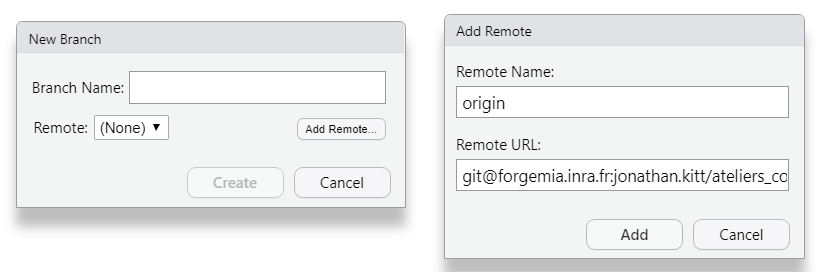 New Branch
Branch Name:
Remote: (None) ▼ Add Remote...
Create Cancel
Add Remote
Remote Name:
origin
Remote URL:
git@forgemia.inra.fr:jonathan.kitt/ateliers_co
Add Cancel